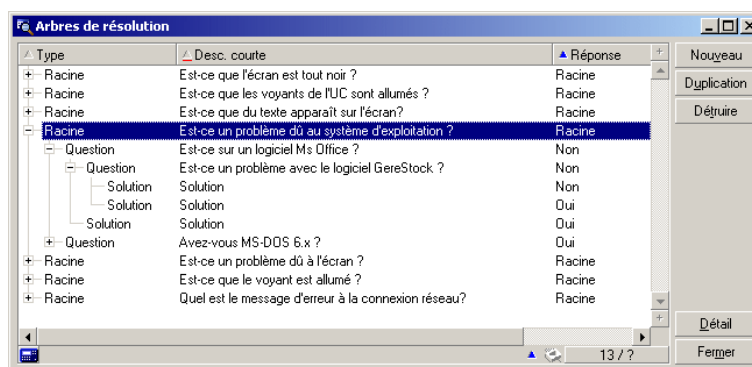 Arbres de résolution
Type Desc. courte Réponse
Racine Est-ce que l'écran est tout noir ? Racine
Racine Est-ce que les voyants de l'UC sont allumés ? Racine
Racine Est-ce que du texte apparaît sur l'écran? Racine
Racine Est-ce un problème dû au système d'exploitation ? Racine
Question Est-ce sur un logiciel Ms Office ? Non
Question Est-ce un problème avec le logiciel GereStock ? Non
Solution Solution Non
Solution Solution Oui
Solution Solution Oui
Question Avez-vous MS-DOS 6.x ? Oui
Racine Est-ce un problème dû à l'écran ? Racine
Racine Est-ce que le voyant est allumé ? Racine
Racine Quel est le message d'erreur à la connexion réseau? Racine
13 / ?
Nouveau
Duplication
Détruire
Détail
Fermer